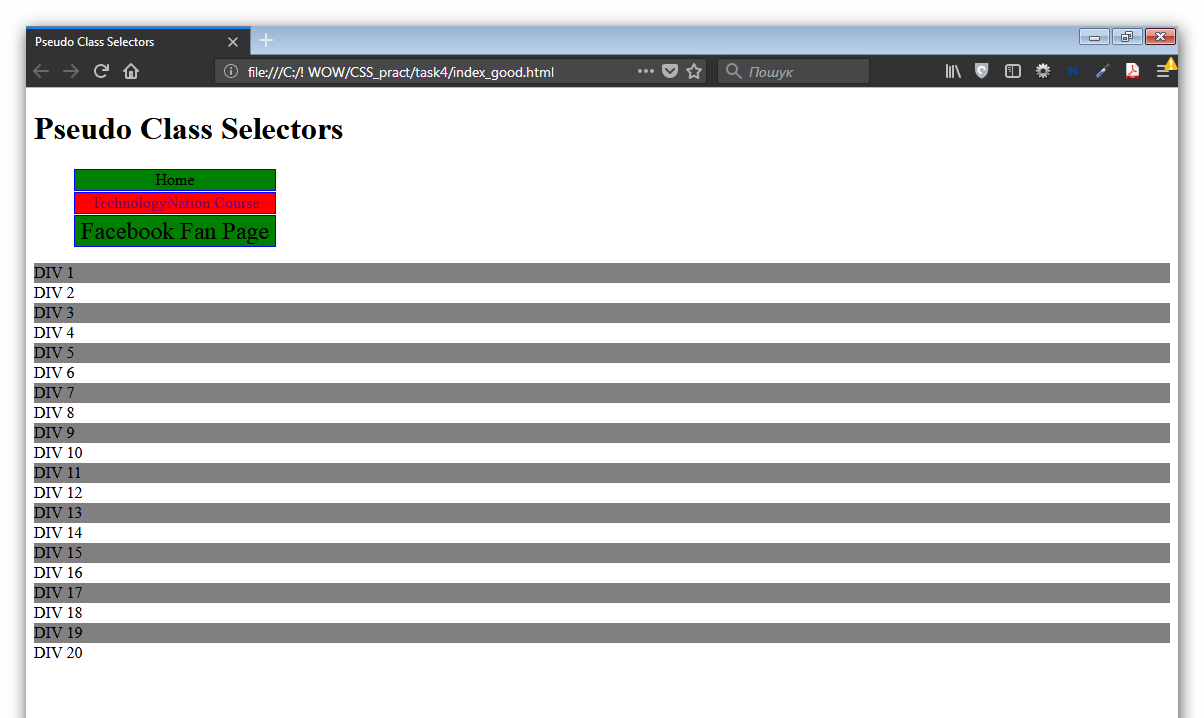 Pseudo Class Selectors
file:///C:/! WOW/CSS_pract/task4/index_good.html
Пошук
Pseudo Class Selectors
Home
TechnologyNation Course
Facebook Fan Page
DIV 1
DIV 2
DIV 3
DIV 4
DIV 5
DIV 6
DIV 7
DIV 8
DIV 9
DIV 10
DIV 11
DIV 12
DIV 13
DIV 14
DIV 15
DIV 16
DIV 17
DIV 18
DIV 19
DIV 20